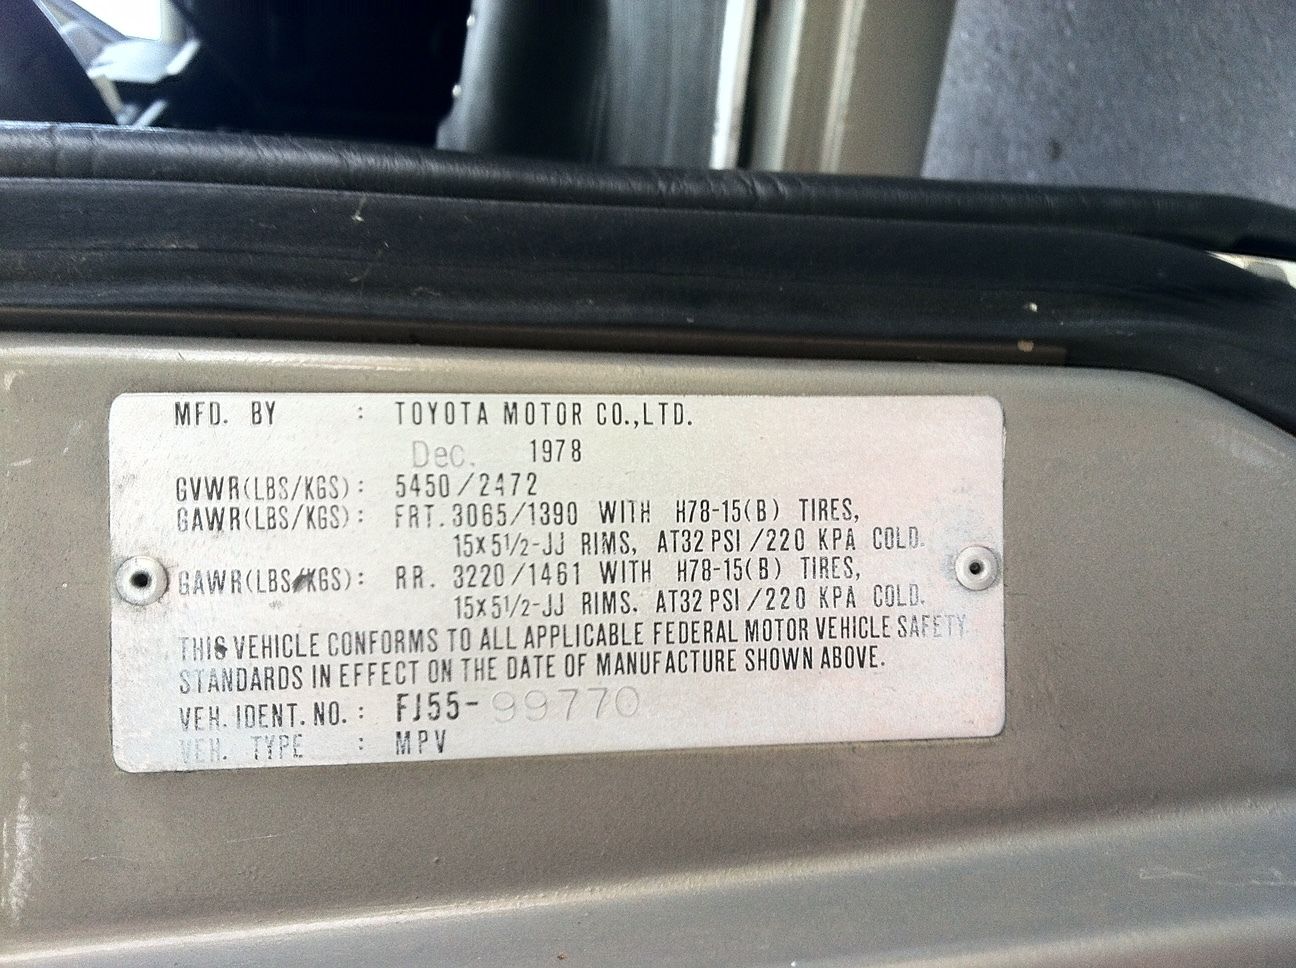 MFD. BY : TOYOTA MOTOR CO.,LTD.
Dec. 1978
GVWR(LBS/KGS): 5450/2472
GAWR(LBS/KGS): FRT. 3065/1390 WITH H78-15(B) TIRES,
15X5 1/2-JJ RIMS, AT32 PSI/220 KPA COLD.
GAWR(LBS/KGS): RR. 3220/1461 WITH H78-15(B) TIRES,
15X5 1/2-JJ RIMS. AT32 PSI/220 KPA COLD.
THIS VEHICLE CONFORMS TO ALL APPLICABLE FEDERAL MOTOR VEHICLE SAFETY
STANDARDS IN EFFECT ON THE DATE OF MANUFACTURE SHOWN ABOVE.
VEH. IDENT. NO. : FJ55-99770
VEH. TYPE : MPV